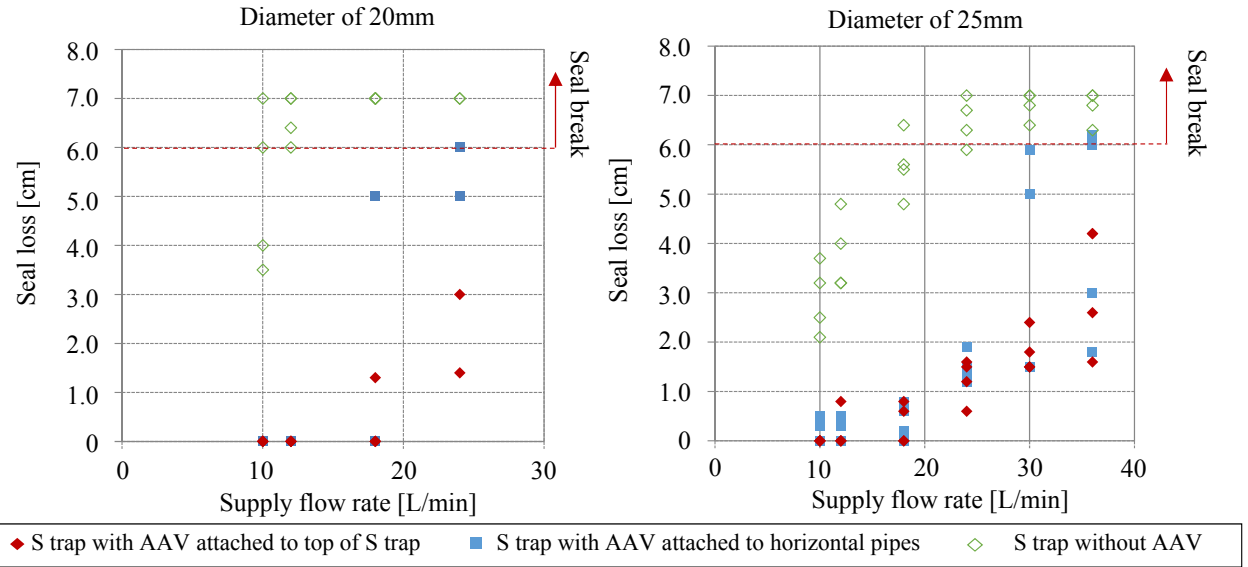 Diameter of 20mm
8.0
7.0
6.0
5.0
4.0
3.0
2.0
1.0
0
0 10 20 30
Seal loss [cm]
Supply flow rate [L/min]
Seal break
Diameter of 25mm
8.0
7.0
6.0
5.0
4.0
3.0
2.0
1.0
0
0 10 20 30 40
Seal loss [cm]
Supply flow rate [L/min]
Seal break
S trap with AAV attached to top of S trap S trap with AAV attached to horizontal pipes S trap without AAV